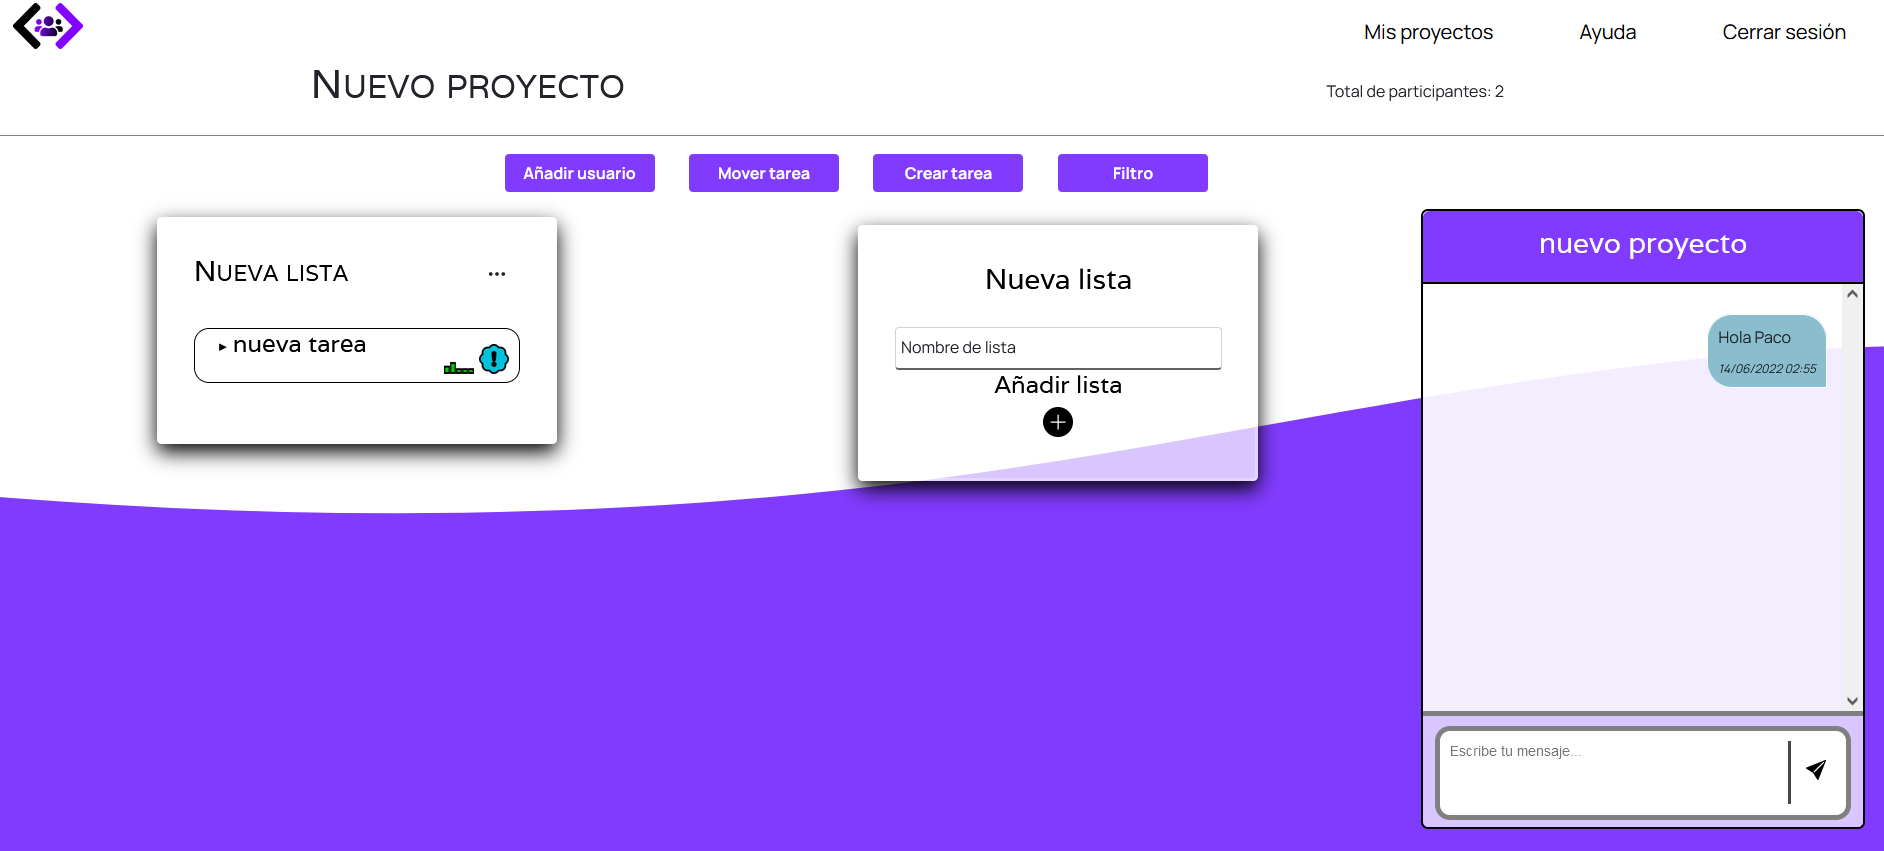 Mis proyectos
Ayuda
Cerrar sesión
Nuevo proyecto
Total de participantes: 2
Añadir usuario
Mover tarea
Crear tarea
Filtro
Nueva lista
...
▸ nueva tarea
Nueva lista
Nombre de lista
Añadir lista
nuevo proyecto
Hola Paco
14/06/2022 02:55
Escribe tu mensaje...